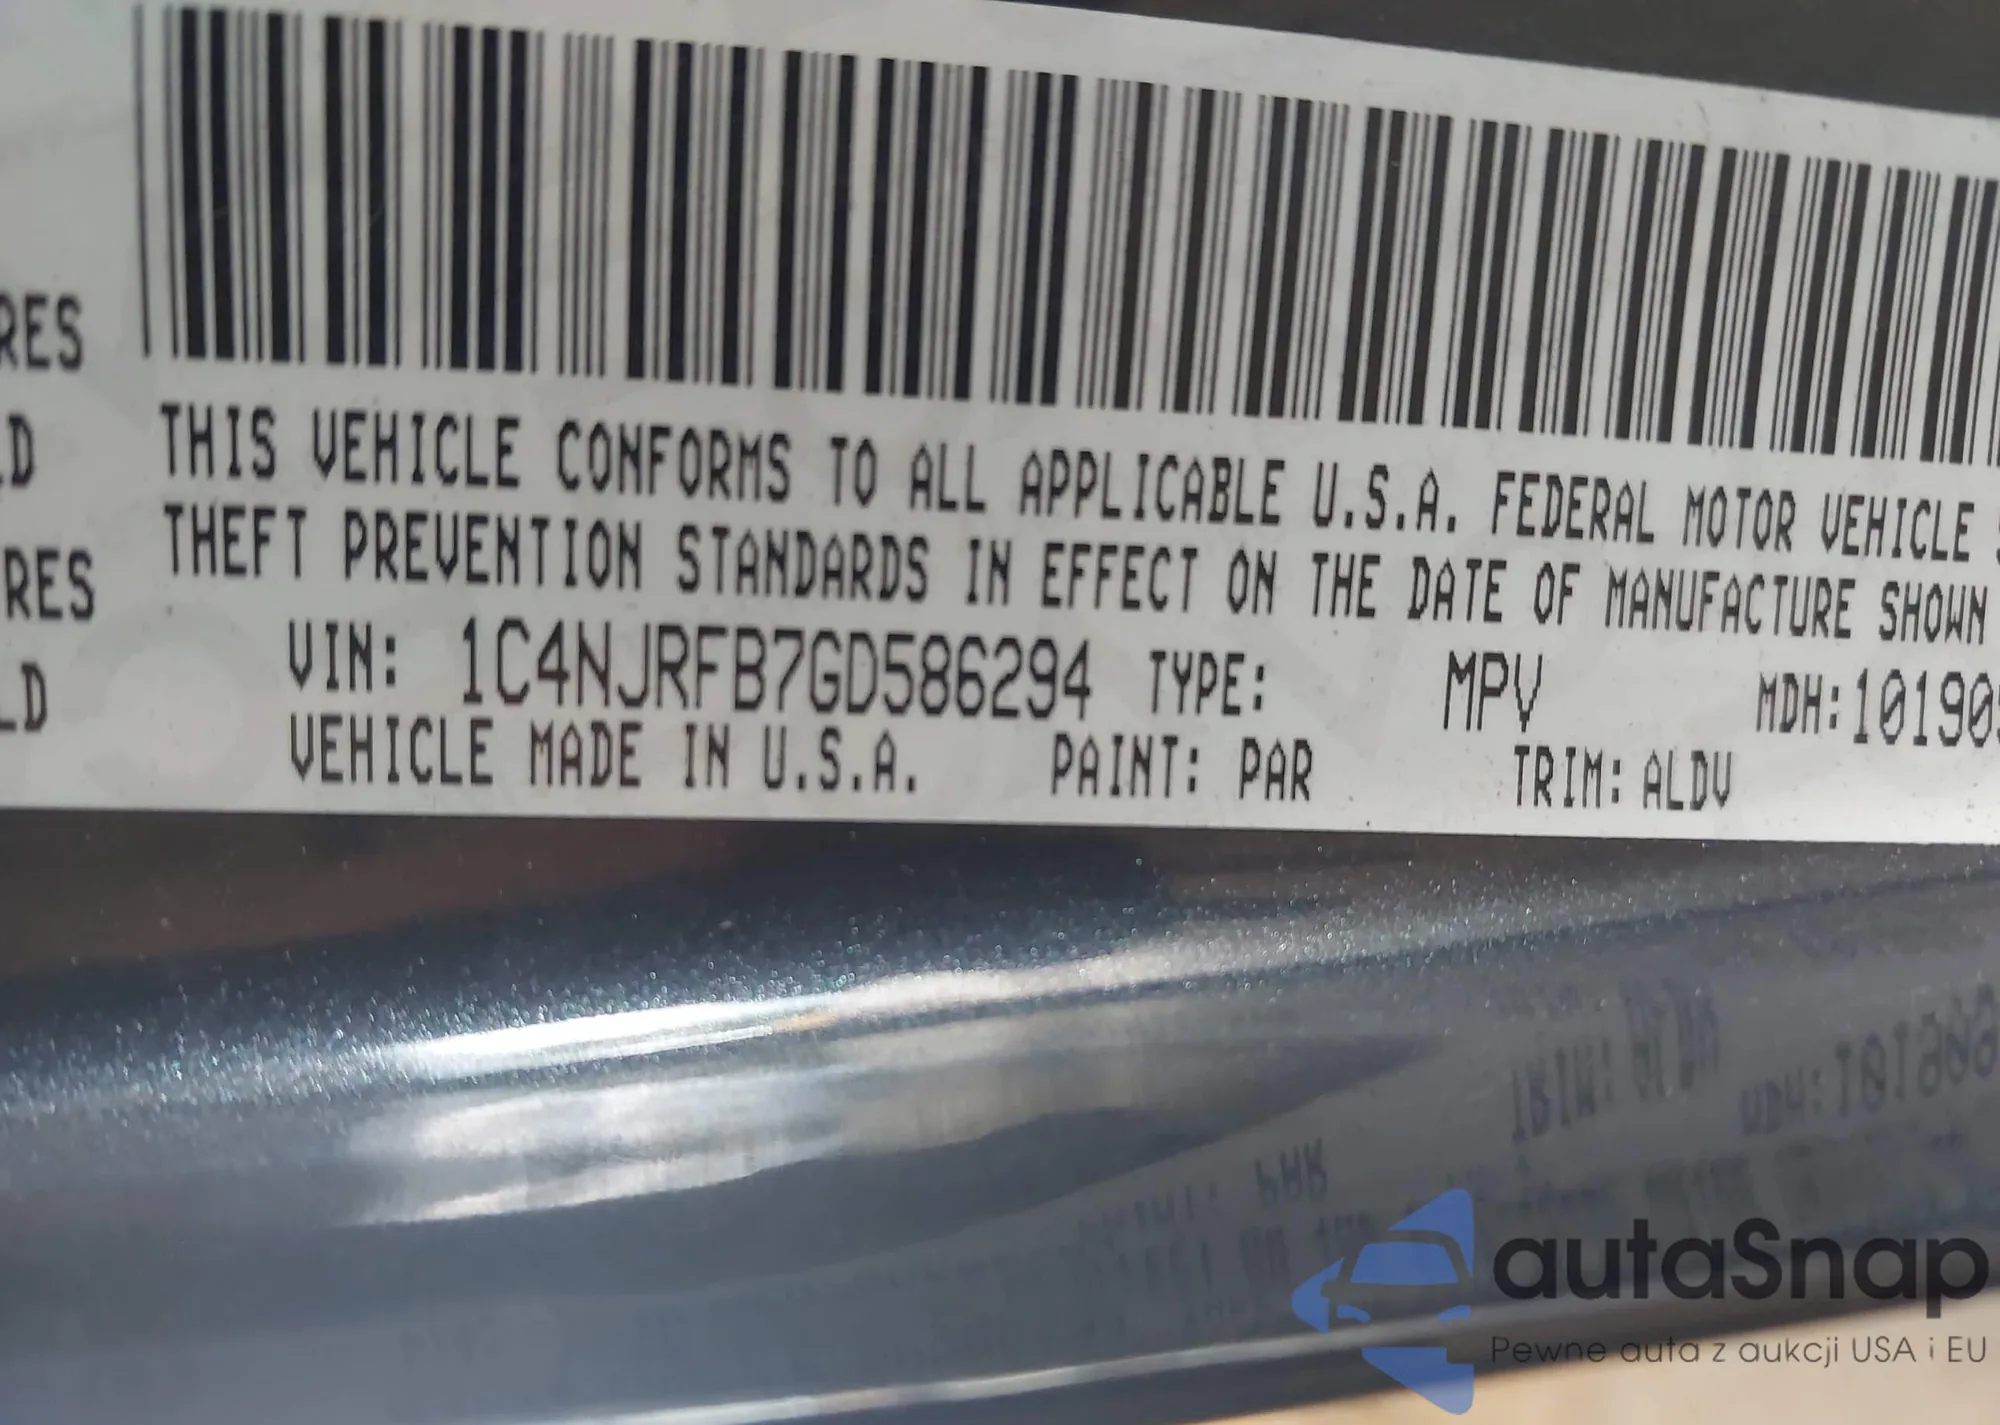 RES
LD
RES
LD
THIS VEHICLE CONFORMS TO ALL APPLICABLE U.S.A. FEDERAL MOTOR VEHICLE
THEFT PREVENTION STANDARDS IN EFFECT ON THE DATE OF MANUFACTURE SHOWN
VIN: 1C4NJRFB7GD586294 TYPE: MPV MDH:10190
VEHICLE MADE IN U.S.A. PAINT: PAR TRIM: ALDV
autaSnap
Pewne auta z aukcji USA i EU